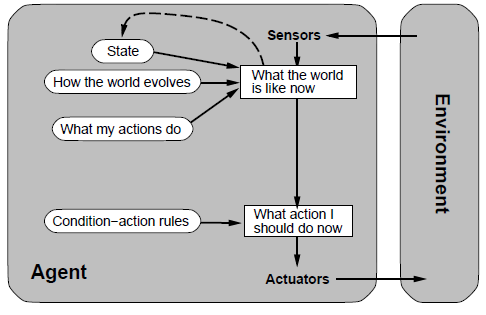 Sensors
State
What the world
is like now
How the world evolves
What my actions do
Environment
Condition−action rules
What action I
should do now
Agent
Actuators